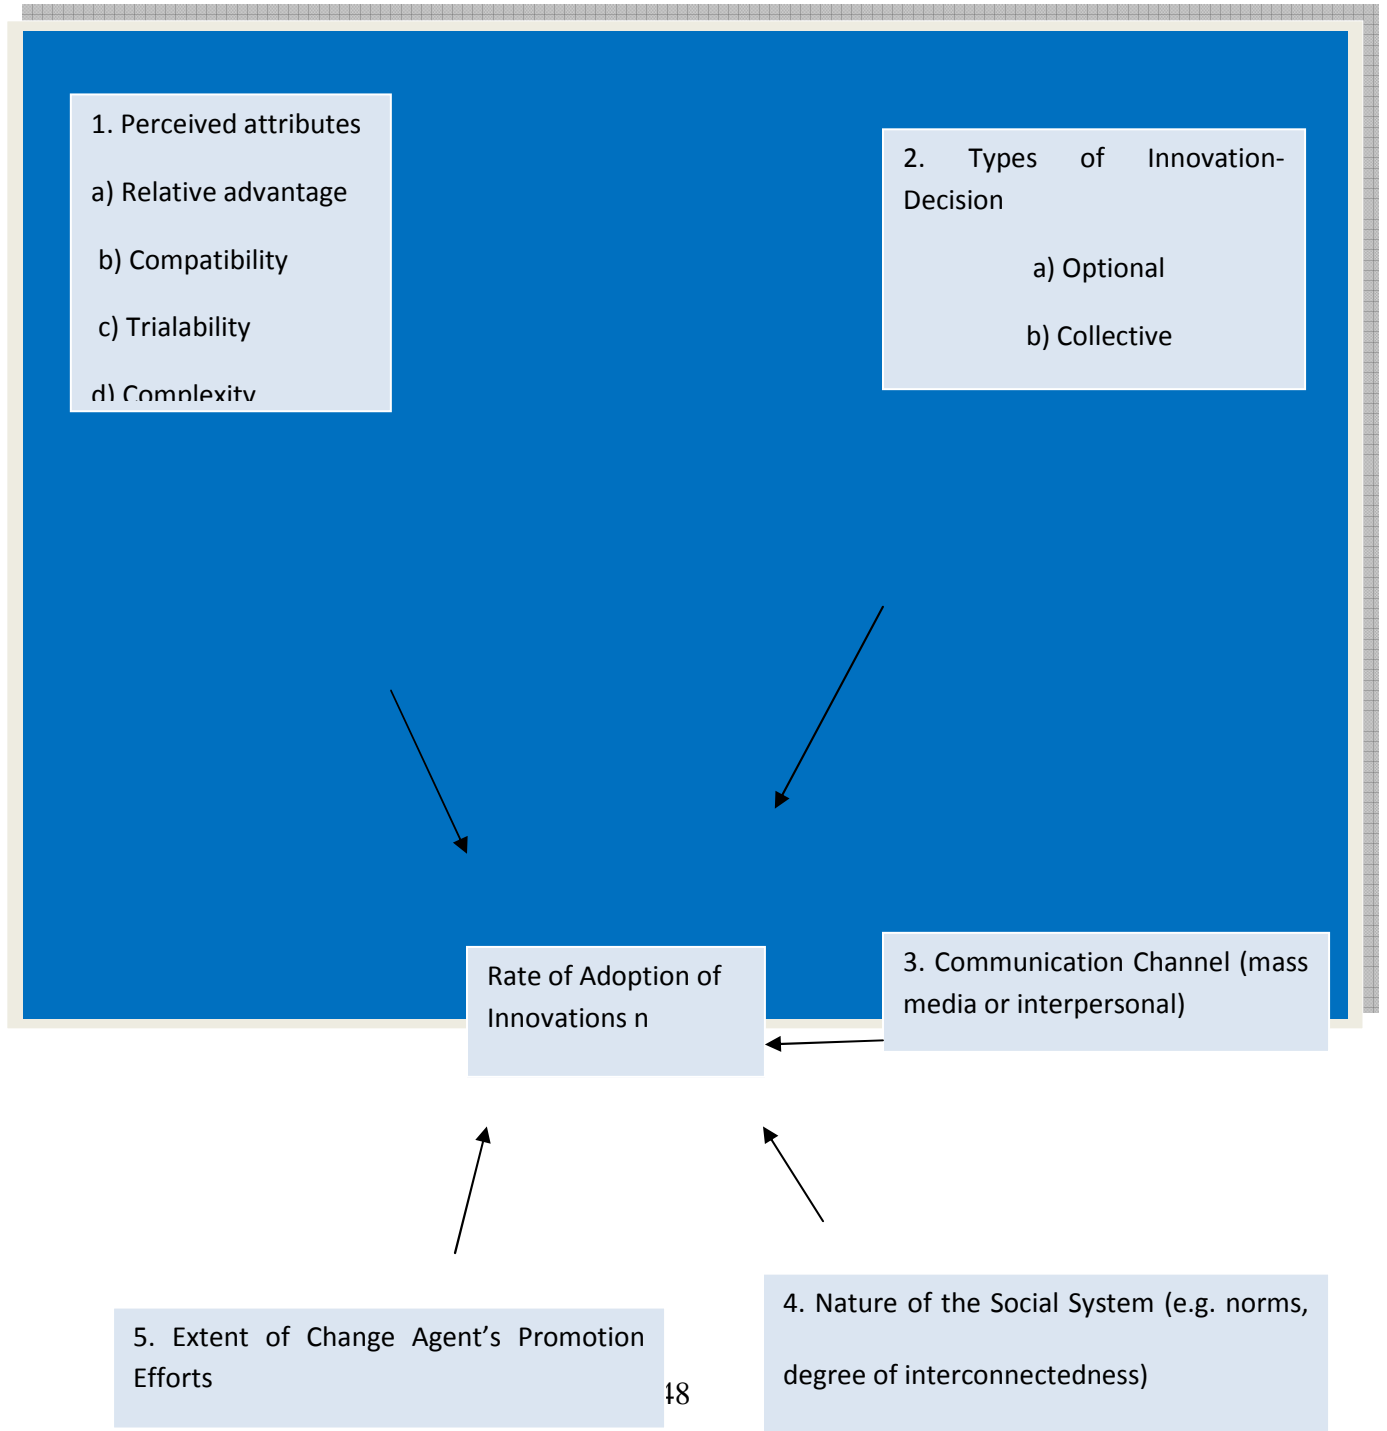 1. Perceived attributes
a) Relative advantage
b) Compatibility
c) Trialability
d) Complexity
2. Types of Innovation-
Decision
a) Optional
b) Collective
Rate of Adoption of
Innovations n
3. Communication Channel (mass
media or interpersonal)
4. Nature of the Social System (e.g. norms,
degree of interconnectedness)
5. Extent of Change Agent’s Promotion
Efforts
48